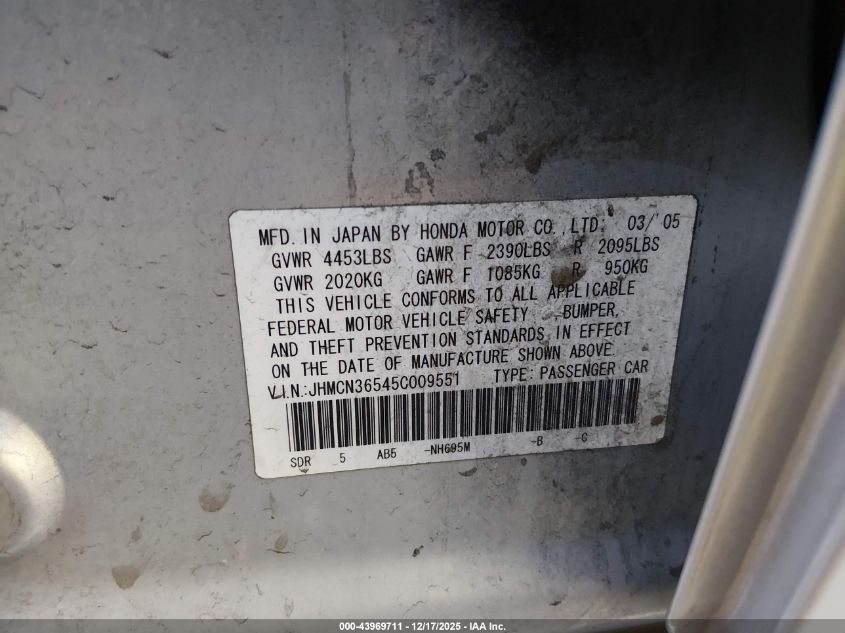 MFD. IN JAPAN BY HONDA MOTOR CO., LTD. 03/'05
GVWR 4453LBS GAWR F 2390LBS R 2095LBS
GVWR 2020KG GAWR F 1085KG R 950KG
THIS VEHICLE CONFORMS TO ALL APPLICABLE
FEDERAL MOTOR VEHICLE SAFETY, BUMPER,
AND THEFT PREVENTION STANDARDS IN EFFECT
ON THE DATE OF MANUFACTURE SHOWN ABOVE.
V.I.N.:JHMCN36545C009551 TYPE: PASSENGER CAR
SDR 5 AB5 -NH695M -B -C
000-43969711 - 12/17/2025 - IAA Inc.